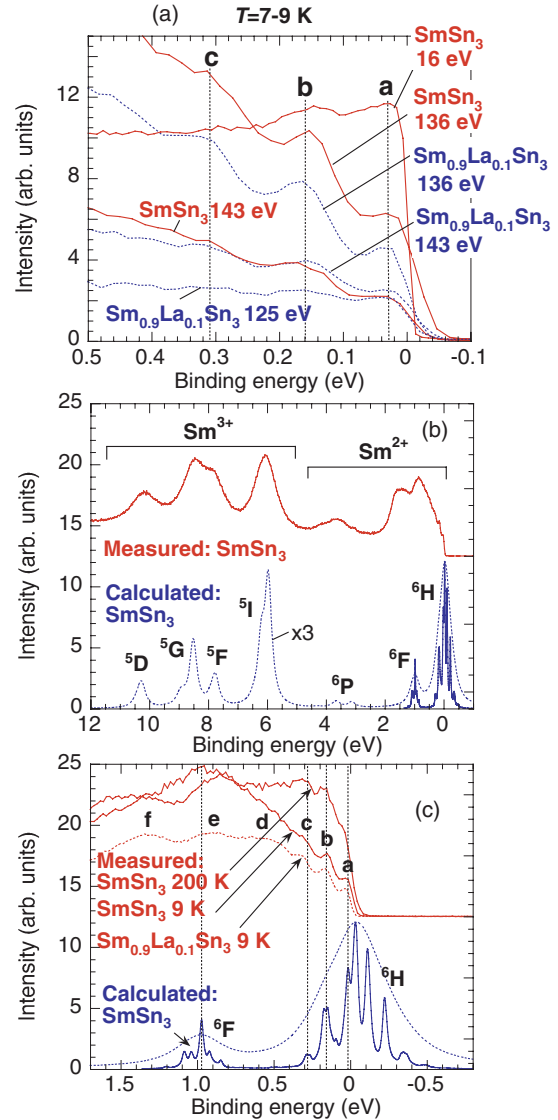 (a) T=7-9 K
12
8
4
0
Intensity (arb. units)
c
b
a
SmSn3
16 eV
SmSn3
136 eV
Sm0.9La0.1Sn3
136 eV
Sm0.9La0.1Sn3
143 eV
SmSn3 143 eV
Sm0.9La0.1Sn3 125 eV
0.5 0.4 0.3 0.2 0.1 0 -0.1
Binding energy (eV)
(b)
25
20
15
10
5
0
Intensity (arb. units)
Sm3+
Sm2+
Measured: SmSn3
Calculated:
SmSn3
5D
5G
5F
5I
x3
6P
6F
6H
12 10 8 6 4 2 0
Binding energy (eV)
(c)
25
20
15
10
5
0
Intensity (arb. units)
f e d c b a
Measured:
SmSn3 200 K
SmSn3 9 K
Sm0.9La0.1Sn3 9 K
Calculated:
SmSn3
6F
6H
1.5 1.0 0.5 0 -0.5
Binding energy (eV)